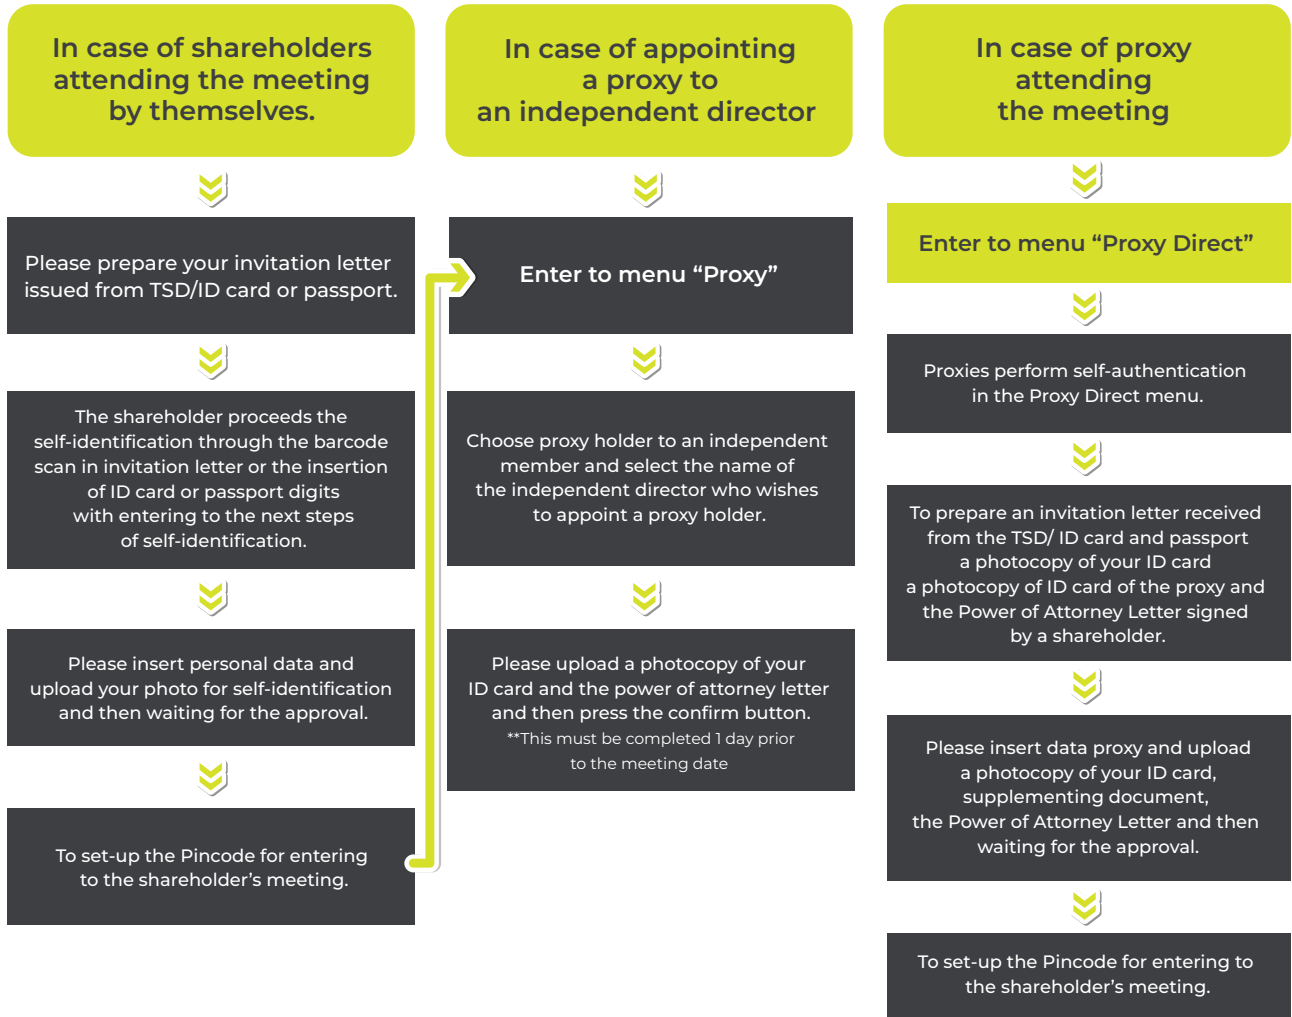 In case of shareholders
attending the meeting
by themselves.
Please prepare your invitation letter
issued from TSD/ID card or passport.
The shareholder proceeds the
self-identification through the barcode
scan in invitation letter or the insertion
of ID card or passport digits
with entering to the next steps
of self-identification.
Please insert personal data and
upload your photo for self-identification
and then waiting for the approval.
To set-up the Pincode for entering
to the shareholder’s meeting.
In case of appointing
a proxy to
an independent director
Enter to menu “Proxy”
Choose proxy holder to an independent
member and select the name of
the independent director who wishes
to appoint a proxy holder.
Please upload a photocopy of your
ID card and the power of attorney letter
and then press the confirm button.
**This must be completed 1 day prior
to the meeting date
In case of proxy
attending
the meeting
Enter to menu “Proxy Direct”
Proxies perform self-authentication
in the Proxy Direct menu.
To prepare an invitation letter received
from the TSD/ ID card and passport
a photocopy of your ID card
a photocopy of ID card of the proxy and
the Power of Attorney Letter signed
by a shareholder.
Please insert data proxy and upload
a photocopy of your ID card,
supplementing document,
the Power of Attorney Letter and then
waiting for the approval.
To set-up the Pincode for entering to
the shareholder’s meeting.